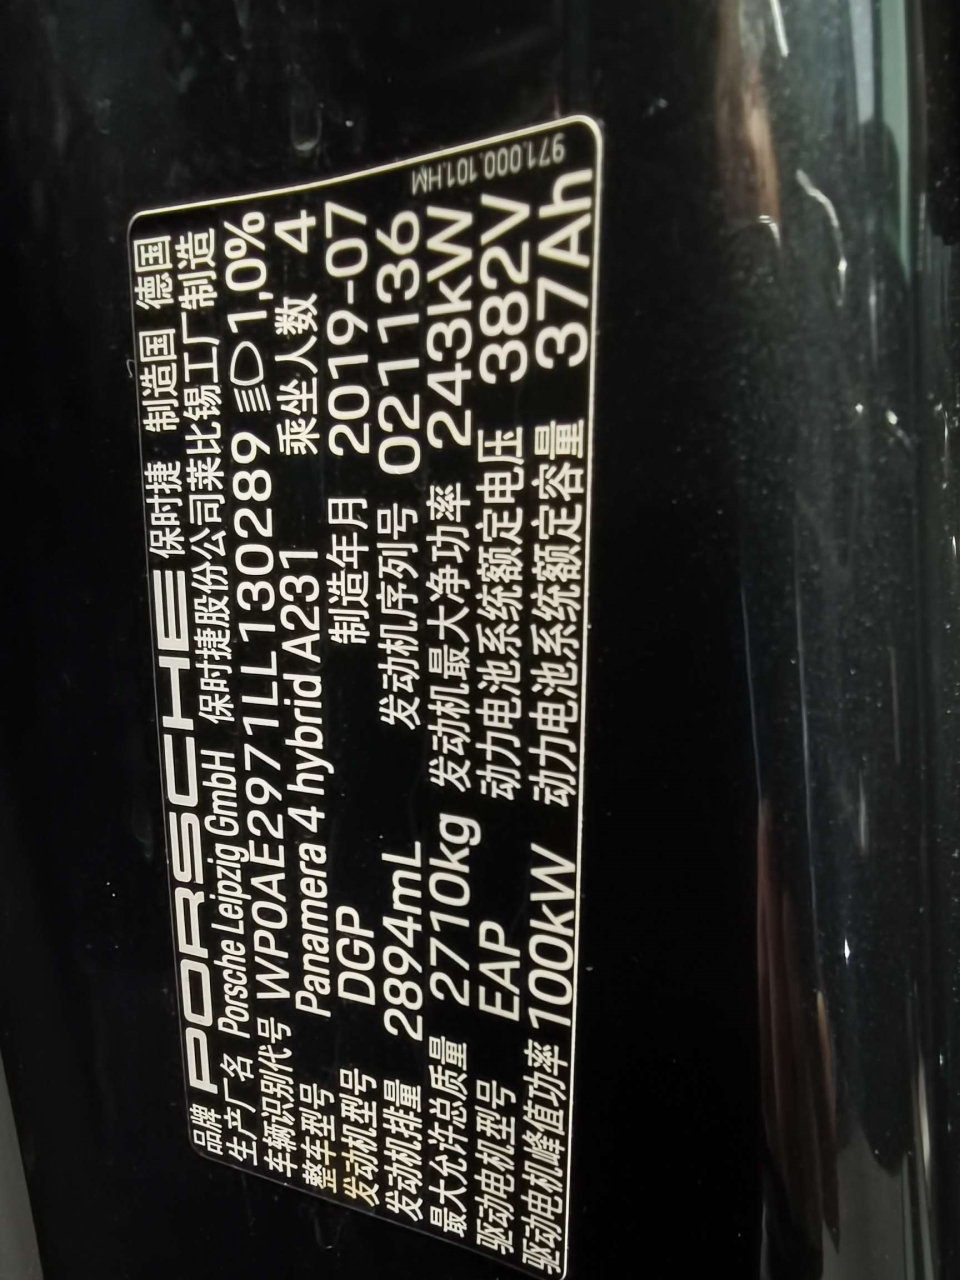 971.000.101.HM
品牌 PORSCHE 保时捷 制造国 德国
生产厂名 Porsche Leipzig GmbH 保时捷股份公司莱比锡工厂制造
车辆识别代号 WP0AE2971LL130289 1,0%
整车型号 Panamera 4 hybrid A231 乘坐人数 4
发动机型号 DGP 制造年月 2019-07
发动机排量 2894mL 发动机序列号 021136
最大允许总质量 2710kg 发动机最大净功率 243kW
驱动电机型号 EAP 动力电池系统额定电压 382V
驱动电机峰值功率 100kW 动力电池系统额定容量 37Ah